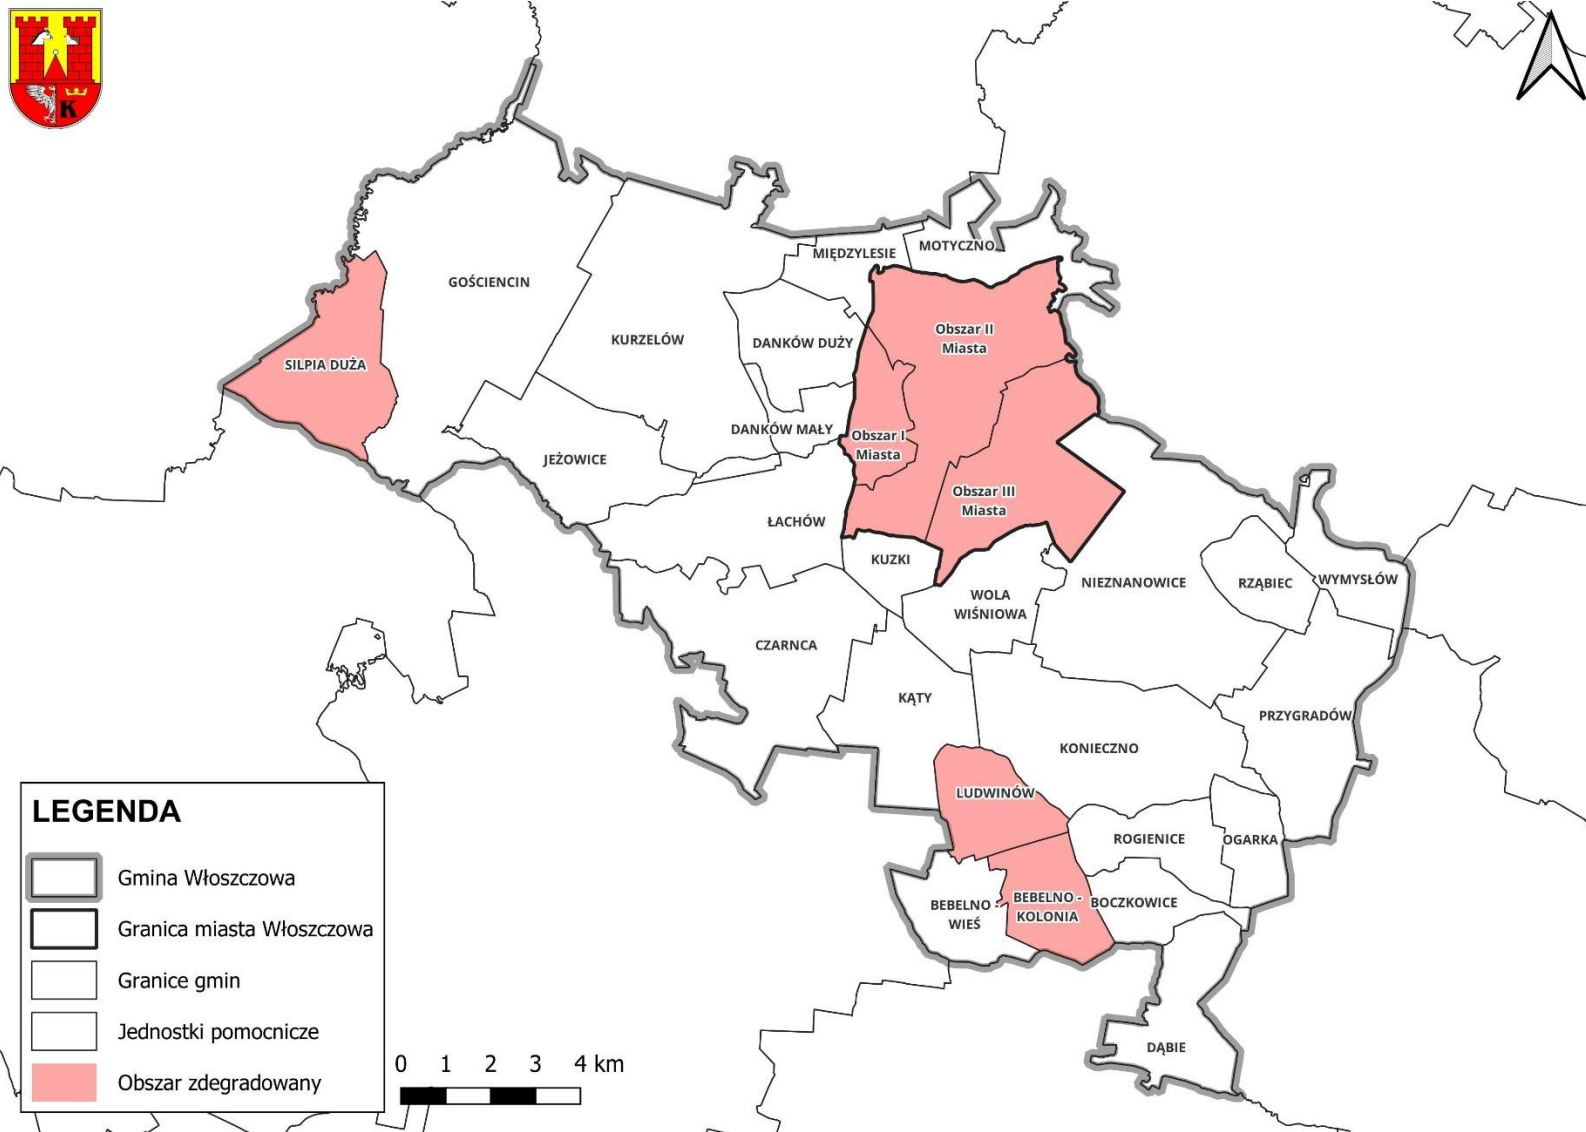 K
MOTYCZNO
MIĘDZYLESIE
GOŚCIENCIN
Obszar II
Miasta
KURZELÓW
DANKÓW DUŻY
SILPIA DUŻA
DANKÓW MAŁY
Obszar I
Miasta
JEŻOWICE
Obszar III
Miasta
ŁACHÓW
KUZKI
NIEZNANOWICE
RZĄBIEC
WYMYSŁÓW
WOLA
WIŚNIOWA
CZARNCA
KĄTY
PRZYGRADÓW
KONIECZNO
LUDWINÓW
ROGIENICE
OGARKA
BEBELNO -
WIEŚ
BEBELNO -
KOLONIA
BOCZKOWICE
DĄBIE
LEGENDA
Gmina Włoszczowa
Granica miasta Włoszczowa
Granice gmin
Jednostki pomocnicze
Obszar zdegradowany
0 1 2 3 4 km